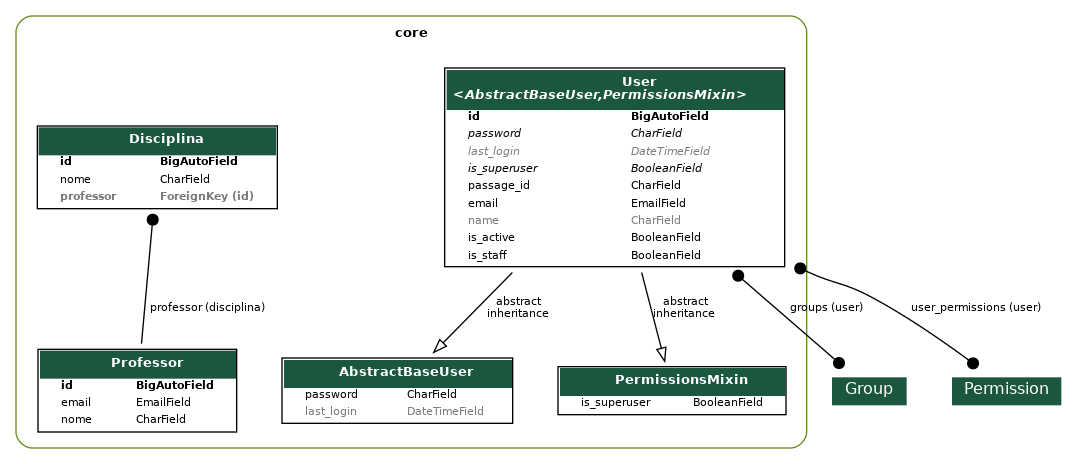 core
User
<AbstractBaseUser,PermissionsMixin>
id BigAutoField
password CharField
last_login DateTimeField
is_superuser BooleanField
passage_id CharField
email EmailField
name CharField
is_active BooleanField
is_staff BooleanField
Disciplina
id BigAutoField
nome CharField
professor ForeignKey (id)
professor (disciplina)
abstract
inheritance
abstract
inheritance
groups (user)
user_permissions (user)
Professor
id BigAutoField
email EmailField
nome CharField
AbstractBaseUser
password CharField
last_login DateTimeField
PermissionsMixin
is_superuser BooleanField
Group
Permission